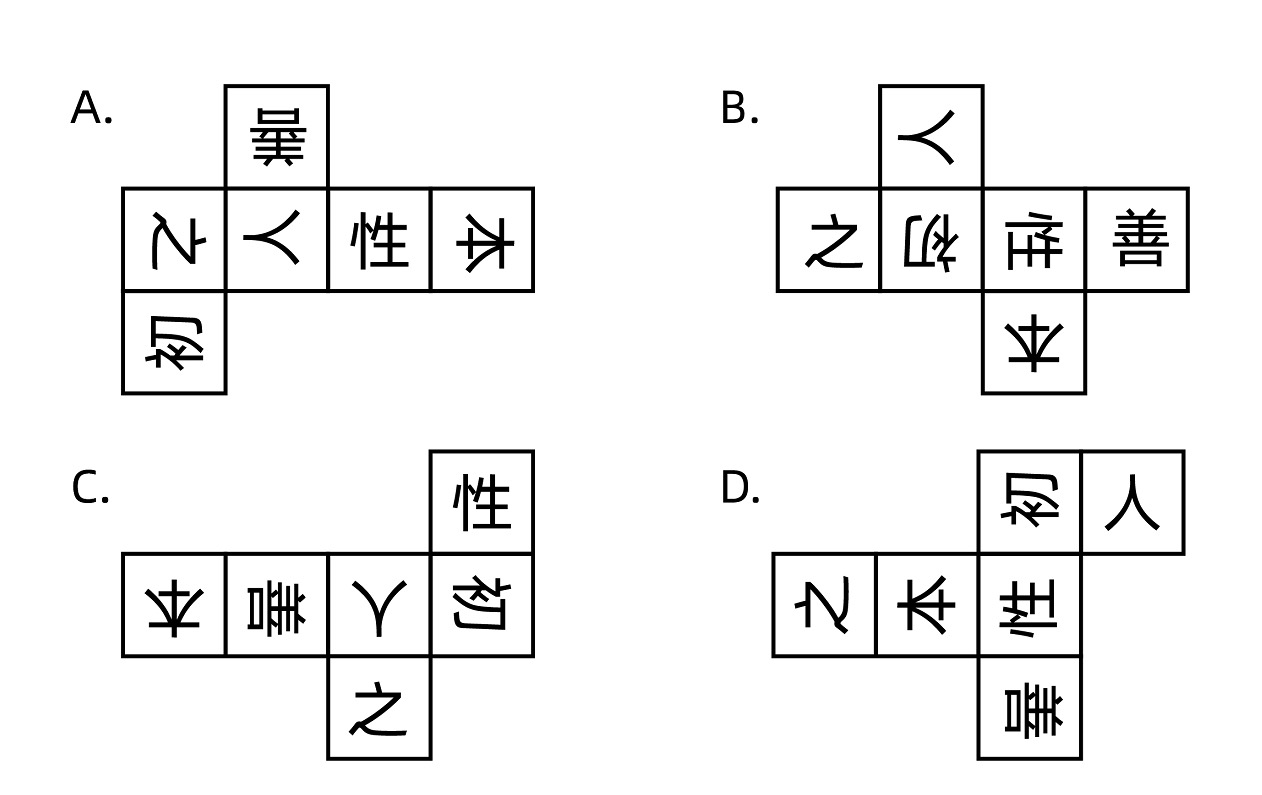 A.
善
之 人 性 本
初
B.
人
之 初 性 善
本
C.
性
本 善 人 初
之
D.
初 人
之 本 性
善